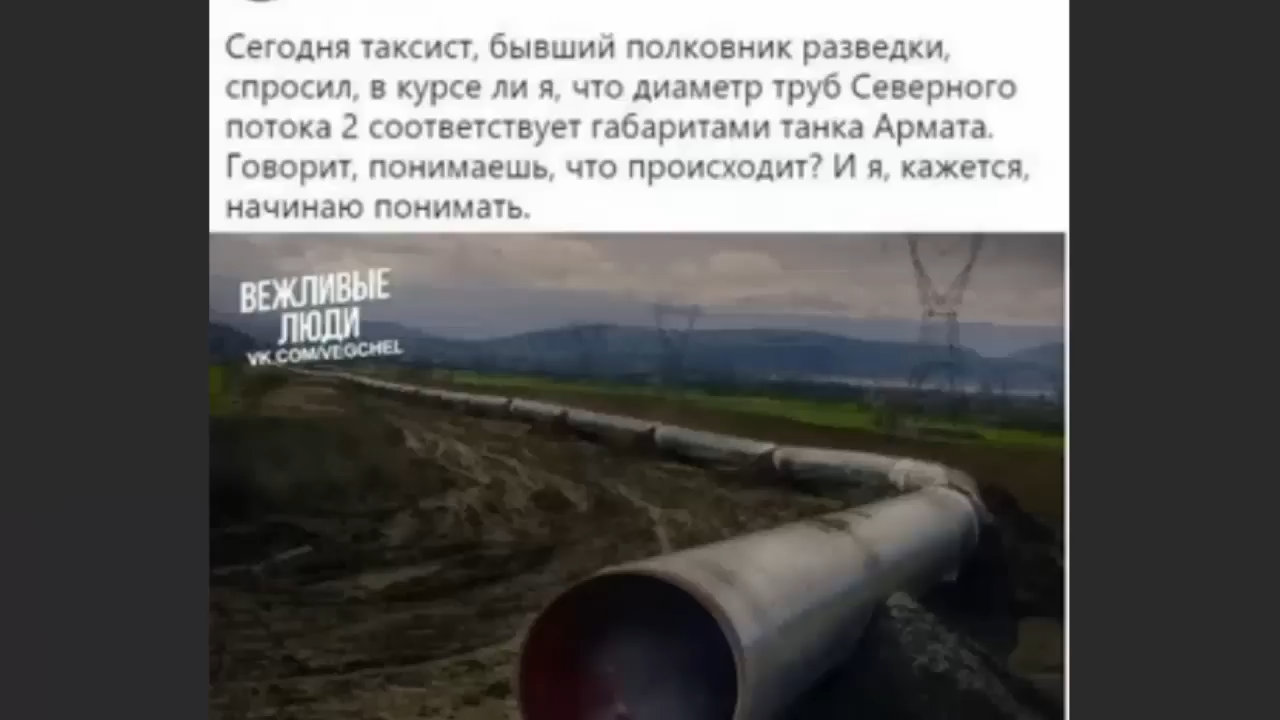 Сегодня таксист, бывший полковник разведки,
спросил, в курсе ли я, что диаметр труб Северного
потока 2 соответствует габаритами танка Армата.
Говорит, понимаешь, что происходит? И я, кажется,
начинаю понимать.
ВЕЖЛИВЫЕ
ЛЮДИ
VK.COM/VEGCHEL